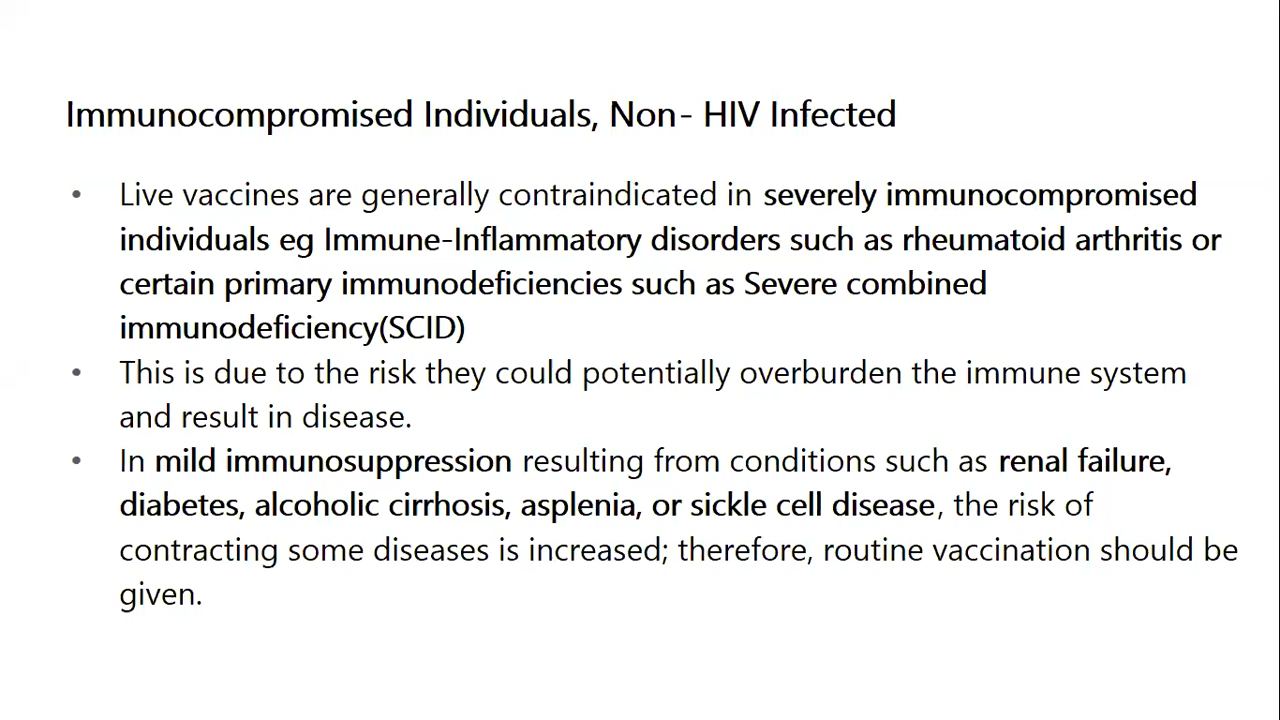 Immunocompromised Individuals, Non- HIV Infected
• Live vaccines are generally contraindicated in severely immunocompromised
individuals eg Immune-Inflammatory disorders such as rheumatoid arthritis or
certain primary immunodeficiencies such as Severe combined
immunodeficiency(SCID)
• This is due to the risk they could potentially overburden the immune system
and result in disease.
• In mild immunosuppression resulting from conditions such as renal failure,
diabetes, alcoholic cirrhosis, asplenia, or sickle cell disease, the risk of
contracting some diseases is increased; therefore, routine vaccination should be
given.